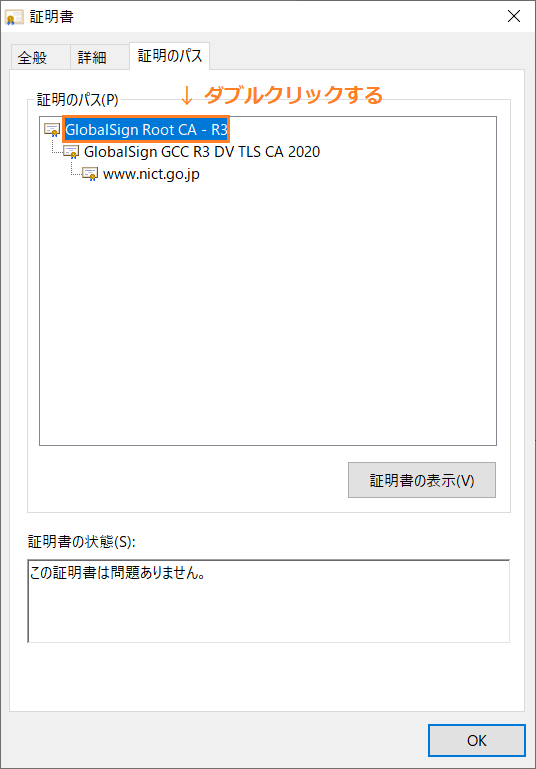 証明書
全般
詳細
証明のパス
証明のパス(P)
↓ ダブルクリックする
GlobalSign Root CA - R3
GlobalSign GCC R3 DV TLS CA 2020
www.nict.go.jp
証明書の表示(V)
証明書の状態(S):
この証明書は問題ありません。
OK